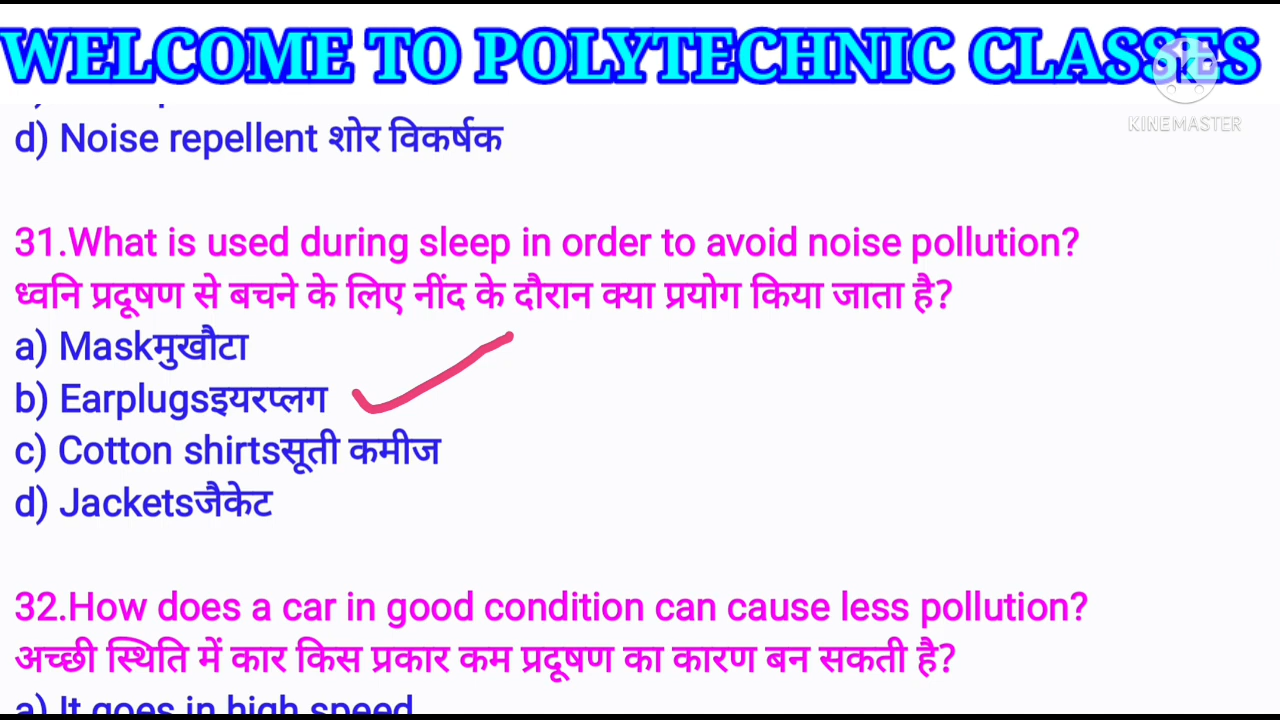 WELCOME TO POLYTECHNIC CLASSES
KINEMASTER
d) Noise repellent शोर विकर्षक
31.What is used during sleep in order to avoid noise pollution?
ध्वनि प्रदूषण से बचने के लिए नींद के दौरान क्या प्रयोग किया जाता है?
a) Maskमुखौटा
b) Earplugsइयरप्लग
c) Cotton shirtsसूती कमीज
d) Jacketsजैकेट
32.How does a car in good condition can cause less pollution?
अच्छी स्थिति में कार किस प्रकार कम प्रदूषण का कारण बन सकती है?
a) It goes in high speed